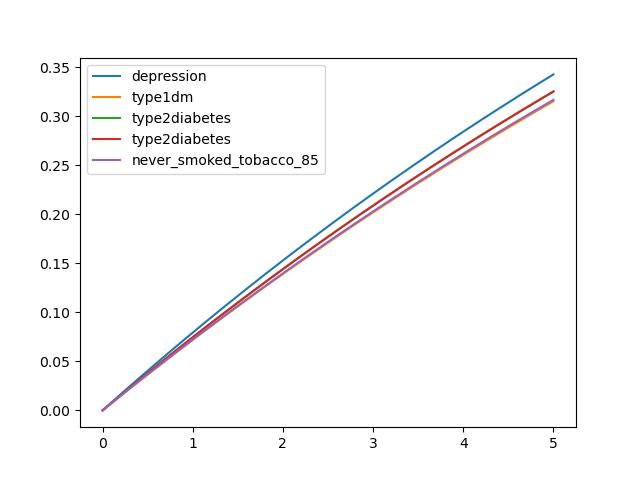 0.35
0.30
0.25
0.20
0.15
0.10
0.05
0.00
depression
type1dm
type2diabetes
type2diabetes
never_smoked_tobacco_85
0 1 2 3 4 5